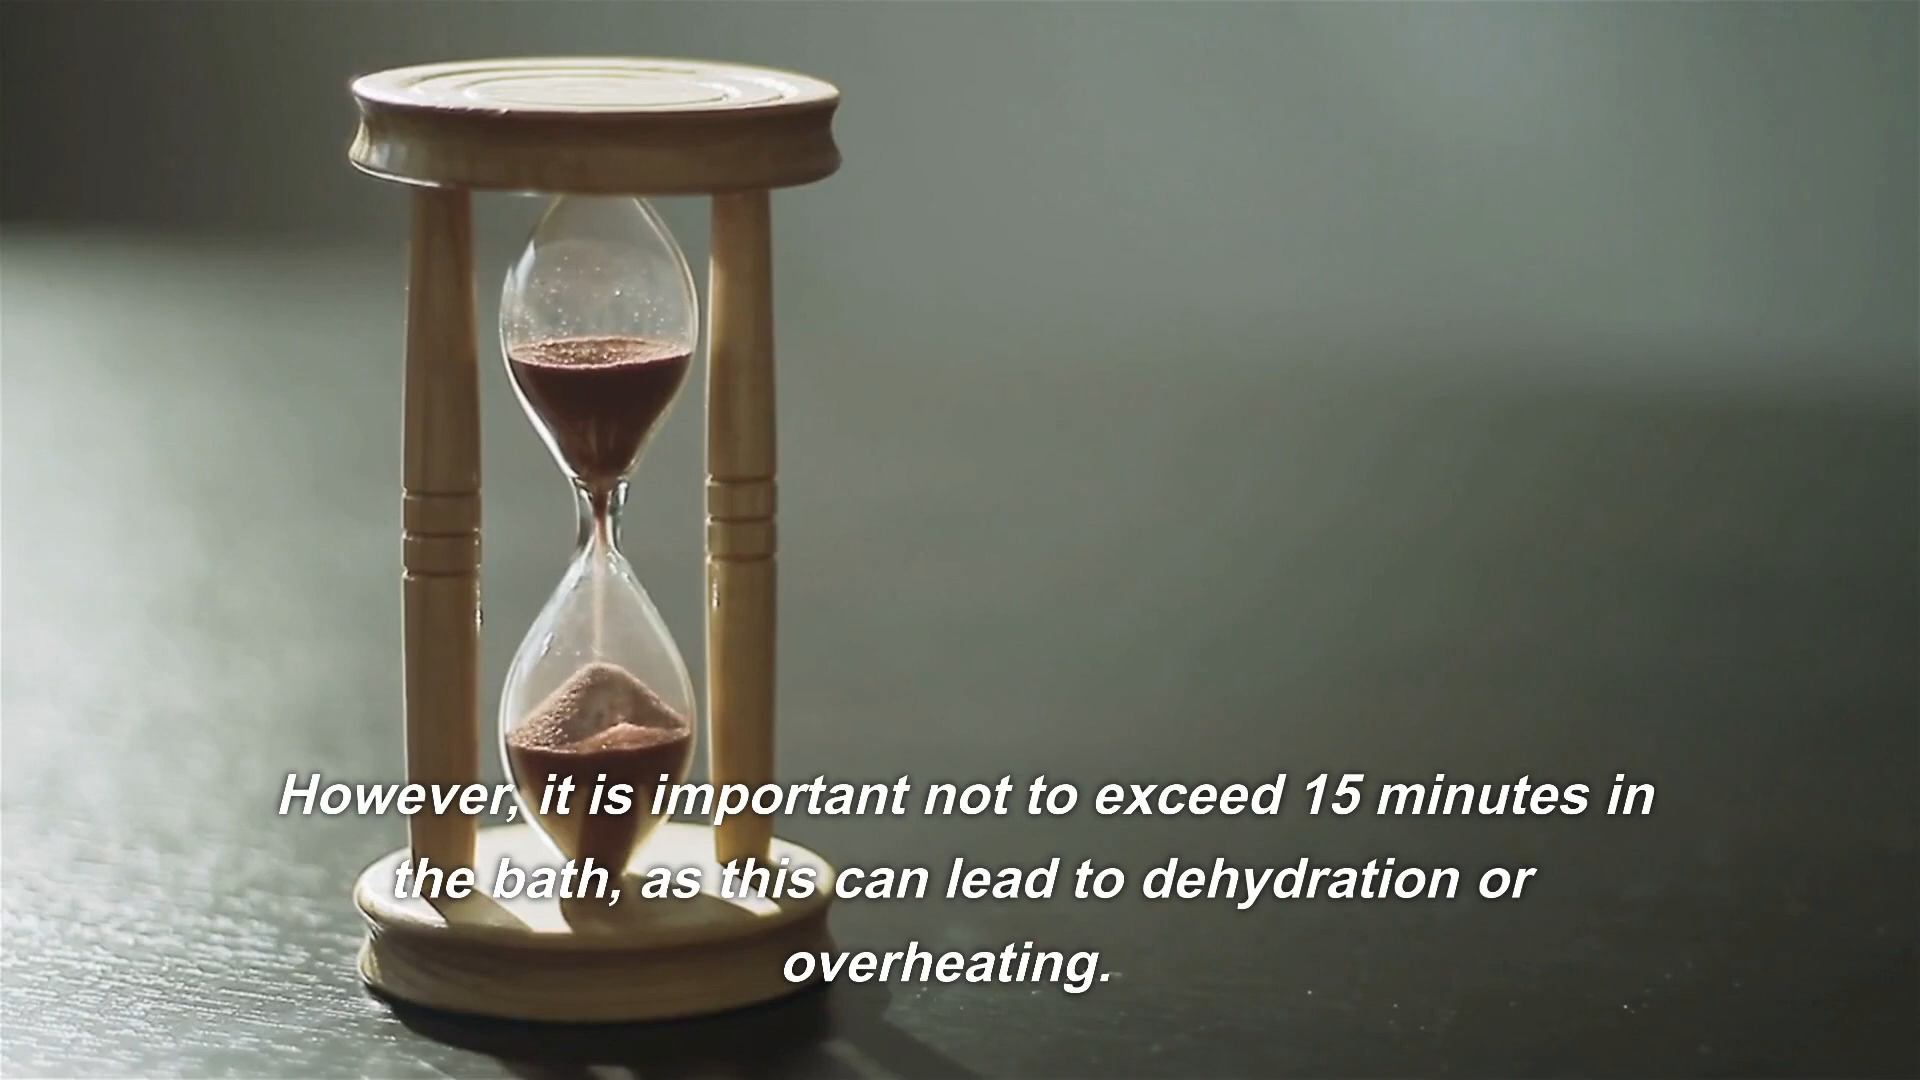 However, it is important not to exceed 15 minutes in
the bath, as this can lead to dehydration or
overheating.